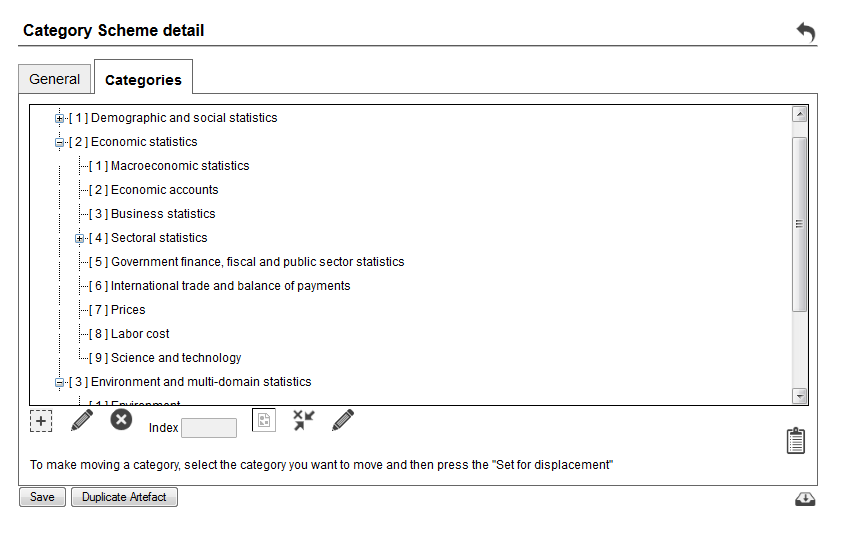 Category Scheme detail
General
Categories
[ 1 ] Demographic and social statistics
[ 2 ] Economic statistics
[ 1 ] Macroeconomic statistics
[ 2 ] Economic accounts
[ 3 ] Business statistics
[ 4 ] Sectoral statistics
[ 5 ] Government finance, fiscal and public sector statistics
[ 6 ] International trade and balance of payments
[ 7 ] Prices
[ 8 ] Labor cost
[ 9 ] Science and technology
[ 3 ] Environment and multi-domain statistics
[ 1 ] Environment
Index
To make moving a category, select the category you want to move and then press the "Set for displacement"
Save
Duplicate Artefact